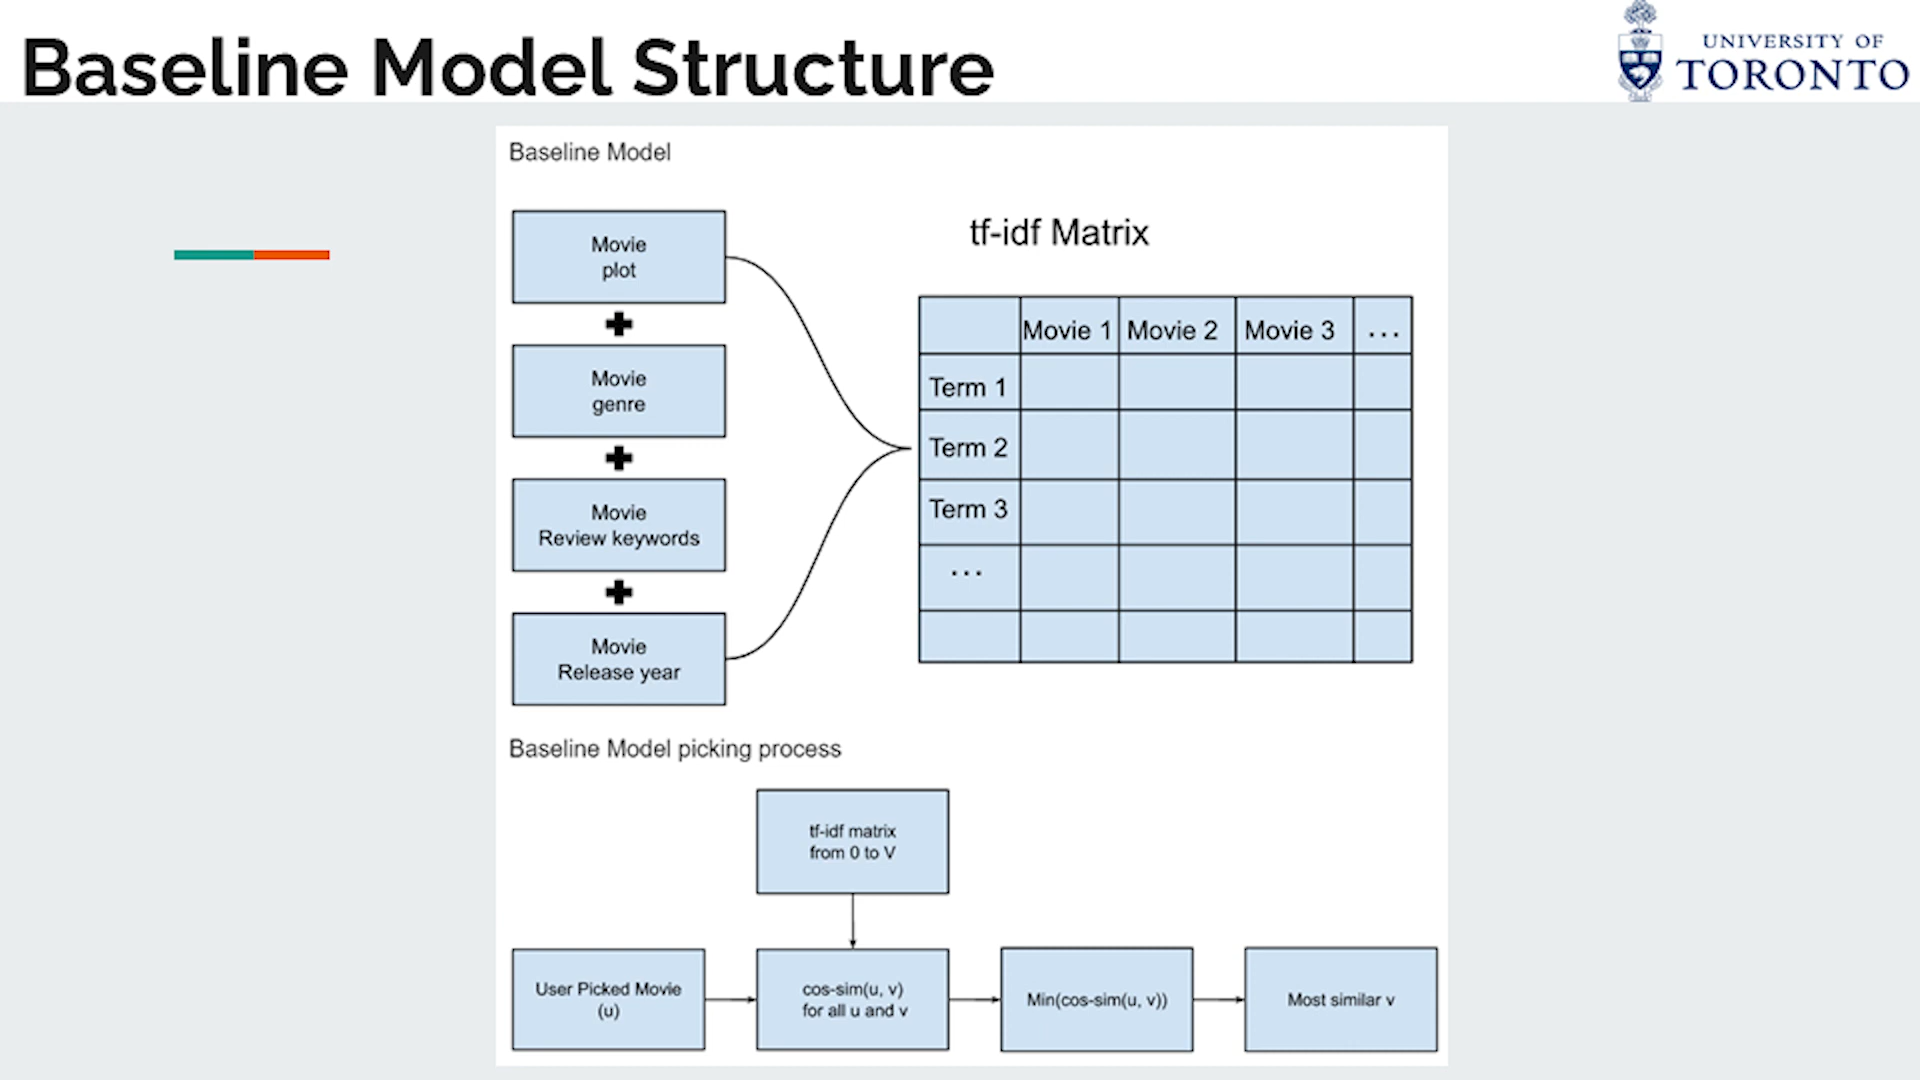 Baseline Model Structure
UNIVERSITY OF
TORONTO
Baseline Model
Movie
plot
Movie
genre
Movie
Review keywords
Movie
Release year
tf-idf Matrix
Movie 1 Movie 2 Movie 3 ...
Term 1
Term 2
Term 3
...
Baseline Model picking process
tf-idf matrix
from 0 to V
User Picked Movie
(u)
cos-sim(u, v)
for all u and v
Min(cos-sim(u, v))
Most similar v